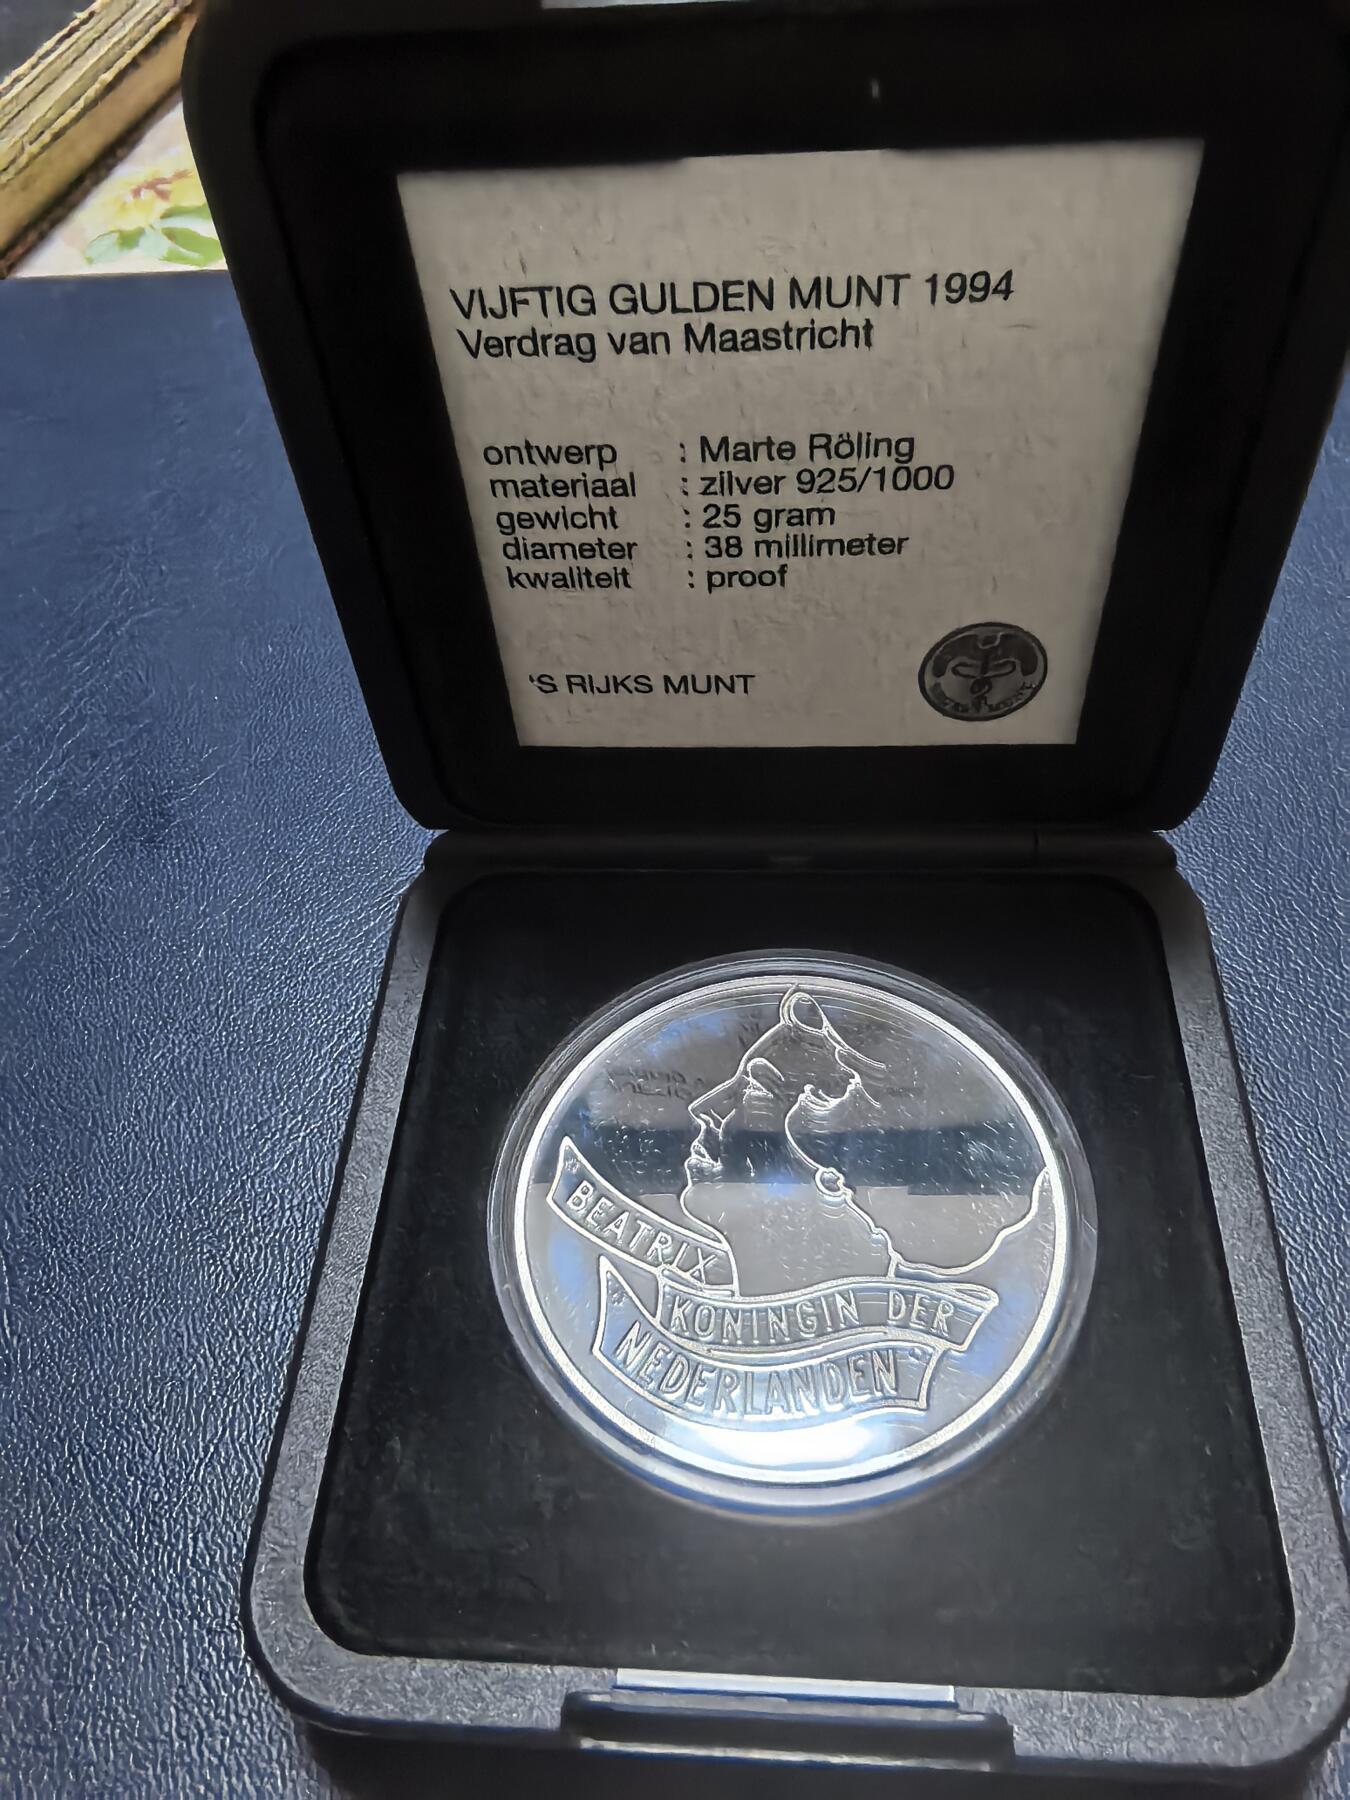 VIJFTIG GULDEN MUNT 1994
Verdrag van Maastricht
ontwerp : Marte Röling
materiaal : zilver 925/1000
gewicht : 25 gram
diameter : 38 millimeter
kwaliteit : proof
'S RIJKS MUNT
"BEATRIX
KONINGIN DER
NEDERLANDEN"